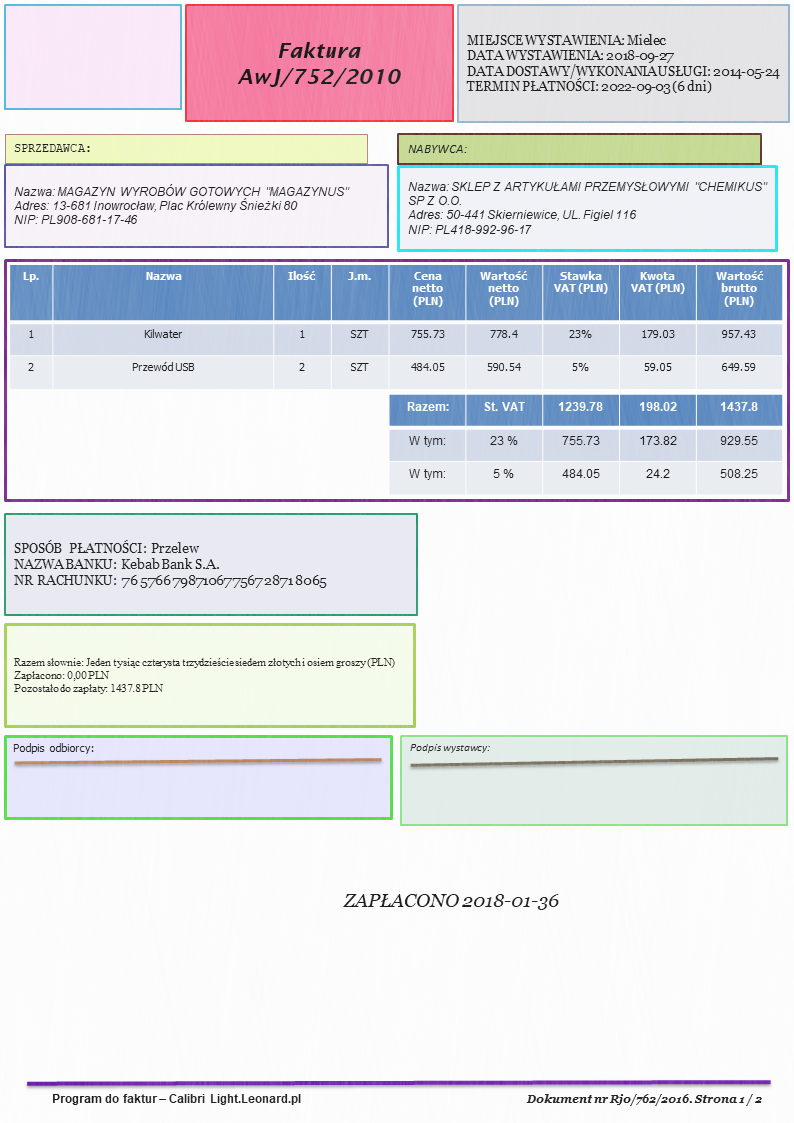 Faktura
AwJ/752/2010
MIEJSCE WYSTAWIENIA: Mielec
DATA WYSTAWIENIA: 2018-09-27
DATA DOSTAWY/WYKONANIA USŁUGI: 2014-05-24
TERMIN PŁATNOŚCI: 2022-09-03 (6 dni)
SPRZEDAWCA:
NABYWCA:
Nazwa: MAGAZYN WYROBÓW GOTOWYCH "MAGAZYNUS"
Adres: 13-681 Inowrocław, Plac Królewny Śnieżki 80
NIP: PL908-681-17-46
Nazwa: SKLEP Z ARTYKUŁAMI PRZEMYSŁOWYMI "CHEMIKUS"
SP Z O.O.
Adres: 50-441 Skierniewice, UL. Figiel 116
NIP: PL418-992-96-17
Lp. Nazwa Ilość J.m. Cena netto (PLN) Wartość netto (PLN) Stawka VAT (PLN) Kwota VAT (PLN) Wartość brutto (PLN)
1 Kilwater 1 SZT 755.73 778.4 23% 179.03 957.43
2 Przewód USB 2 SZT 484.05 590.54 5% 59.05 649.59
Razem: St. VAT 1239.78 198.02 1437.8
W tym: 23 % 755.73 173.82 929.55
W tym: 5 % 484.05 24.2 508.25
SPOSÓB PŁATNOŚCI: Przelew
NAZWA BANKU: Kebab Bank S.A.
NR RACHUNKU: 76 5766 7987 1067 7567 2871 8065
Razem słownie: Jeden tysiąc czterysta trzydzieście siedem złotych i osiem groszy (PLN)
Zapłacono: 0,00 PLN
Pozostało do zapłaty: 1437.8 PLN
Podpis odbiorcy:
Podpis wystawcy:
ZAPŁACONO 2018-01-36
Program do faktur – Calibri Light.Leonard.pl
Dokument nr Rjo/762/2016. Strona 1 / 2